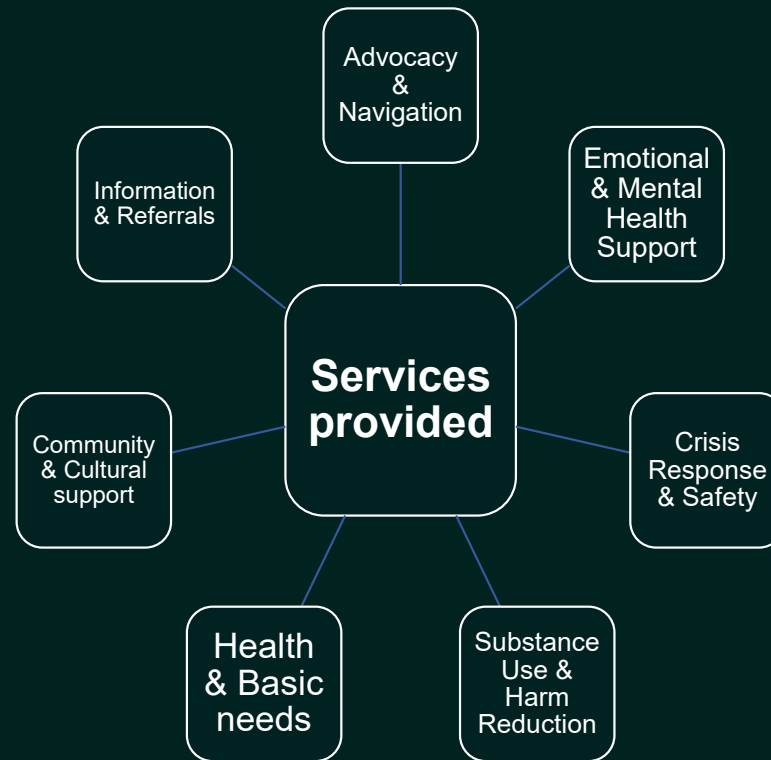 Advocacy
&
Navigation
Emotional
& Mental
Health
Support
Crisis
Response
& Safety
Substance
Use &
Harm
Reduction
Health
& Basic
needs
Community
& Cultural
support
Information
& Referrals
Services
provided